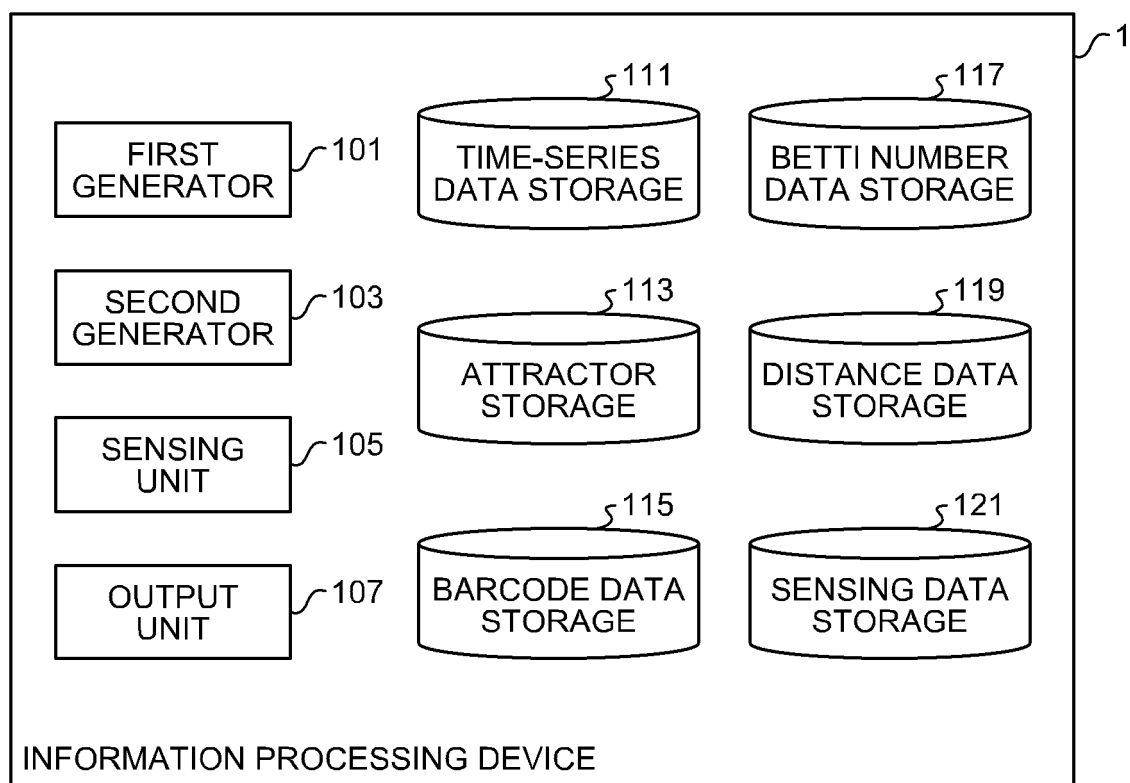 1
111
117
FIRST
GENERATOR
101
TIME-SERIES
DATA STORAGE
BETTI NUMBER
DATA STORAGE
SECOND
GENERATOR
103
113
119
ATTRACTOR
STORAGE
DISTANCE DATA
STORAGE
SENSING
UNIT
105
115
121
OUTPUT
UNIT
107
BARCODE DATA
STORAGE
SENSING DATA
STORAGE
INFORMATION PROCESSING DEVICE